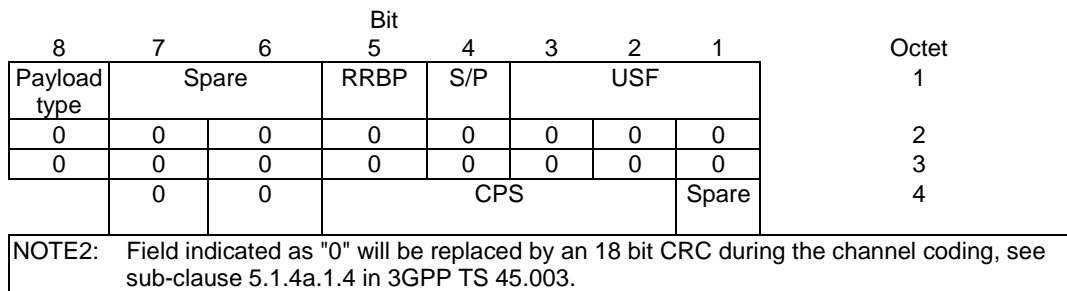 Bit
8 7 6 5 4 3 2 1 Octet
Payload type Spare RRBP S/P USF 1
0 0 0 0 0 0 0 0 2
0 0 0 0 0 0 0 0 3
0 0 CPS Spare 4
NOTE2: Field indicated as "0" will be replaced by an 18 bit CRC during the channel coding, see
sub-clause 5.1.4a.1.4 in 3GPP TS 45.003.